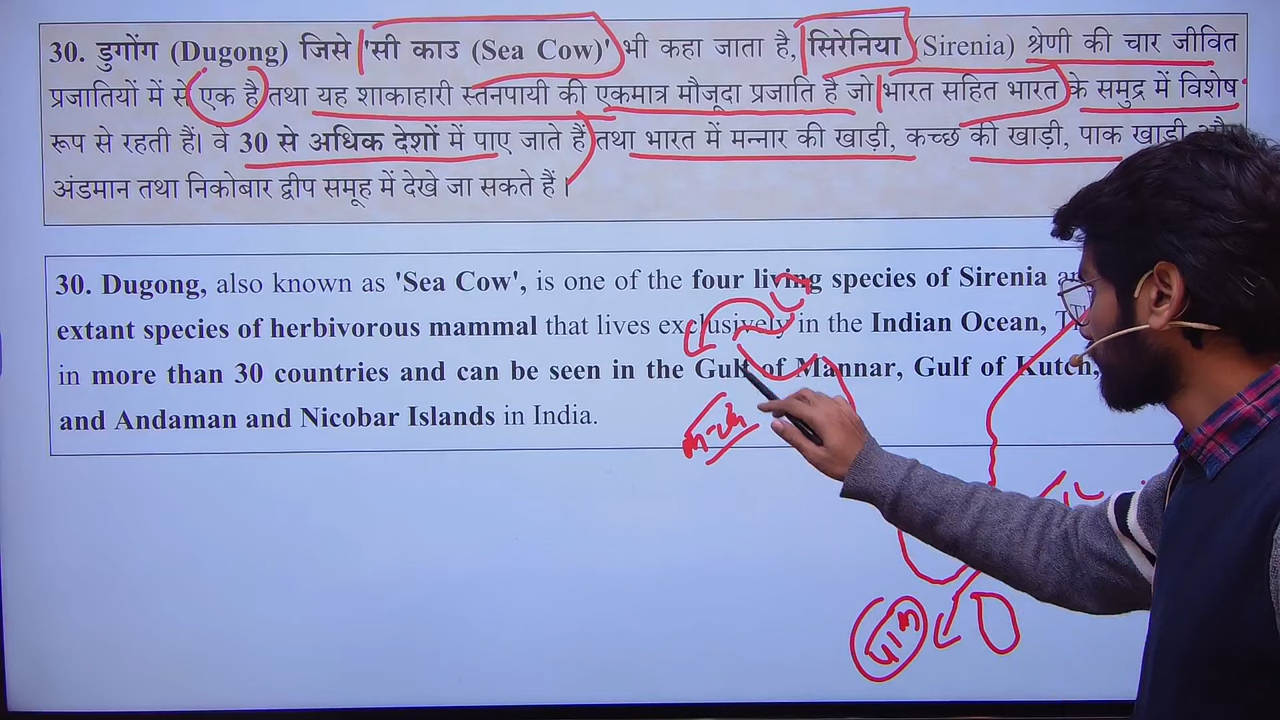 30. डुगोंग (Dugong) जिसे 'सी काउ (Sea Cow)' भी कहा जाता है, सिरेनिया (Sirenia) श्रेणी की चार जीवित
प्रजातियों में से एक है तथा यह शाकाहारी स्तनपायी की एकमात्र मौजूदा प्रजाति है जो भारत सहित भारत के समुद्र में विशेष
रूप से रहती हैं। वे 30 से अधिक देशों में पाए जाते हैं तथा भारत में मन्नार की खाड़ी, कच्छ की खाड़ी, पाक खाड़ी और
अंडमान तथा निकोबार द्वीप समूह में देखे जा सकते हैं।
30. Dugong, also known as 'Sea Cow', is one of the four living species of Sirenia
extant species of herbivorous mammal that lives exclusively in the Indian Ocean,
in more than 30 countries and can be seen in the Gulf of Mannar, Gulf of Kutch,
and Andaman and Nicobar Islands in India.